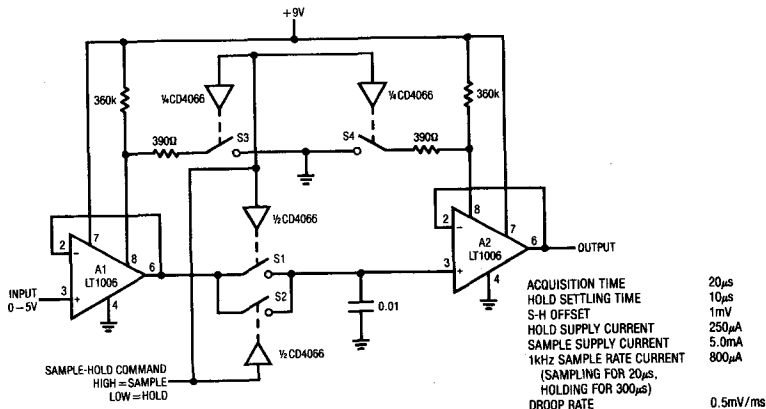 +9V
360k
¼CD4066
¼CD4066
360k
390Ω
S3
S4
390Ω
2
7
8
½CD4066
2
8
7
A1
LT1006
6
S1
A2
LT1006
6
OUTPUT
INPUT
0–5V
3
4
S2
3
4
0.01
½CD4066
SAMPLE-HOLD COMMAND
HIGH = SAMPLE
LOW = HOLD
ACQUISITION TIME 20µs
HOLD SETTLING TIME 10µs
S-H OFFSET 1mV
HOLD SUPPLY CURRENT 250µA
SAMPLE SUPPLY CURRENT 5.0mA
1kHz SAMPLE RATE CURRENT 800µA
(SAMPLING FOR 20µs,
HOLDING FOR 300µs)
DROOP RATE 0.5mV/ms